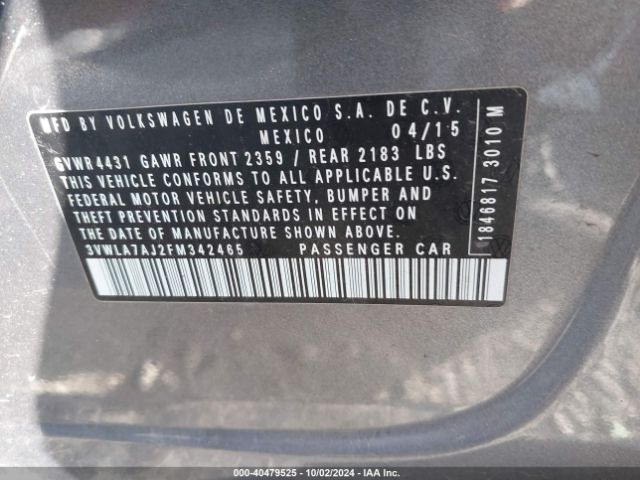 MFD BY VOLKSWAGEN DE MEXICO S.A. DE C.V.
MEXICO 04/15
GVWR 4431 GAWR FRONT 2359 / REAR 2183 LBS
THIS VEHICLE CONFORMS TO ALL APPLICABLE U.S.
FEDERAL MOTOR VEHICLE SAFETY, BUMPER AND
THEFT PREVENTION STANDARDS IN EFFECT ON
THE DATE OF MANUFACTURE SHOWN ABOVE.
3VWLA7AJ2FM342465 PASSENGER CAR
1846817 3010 M
000-40479525 - 10/02/2024 - IAA Inc.